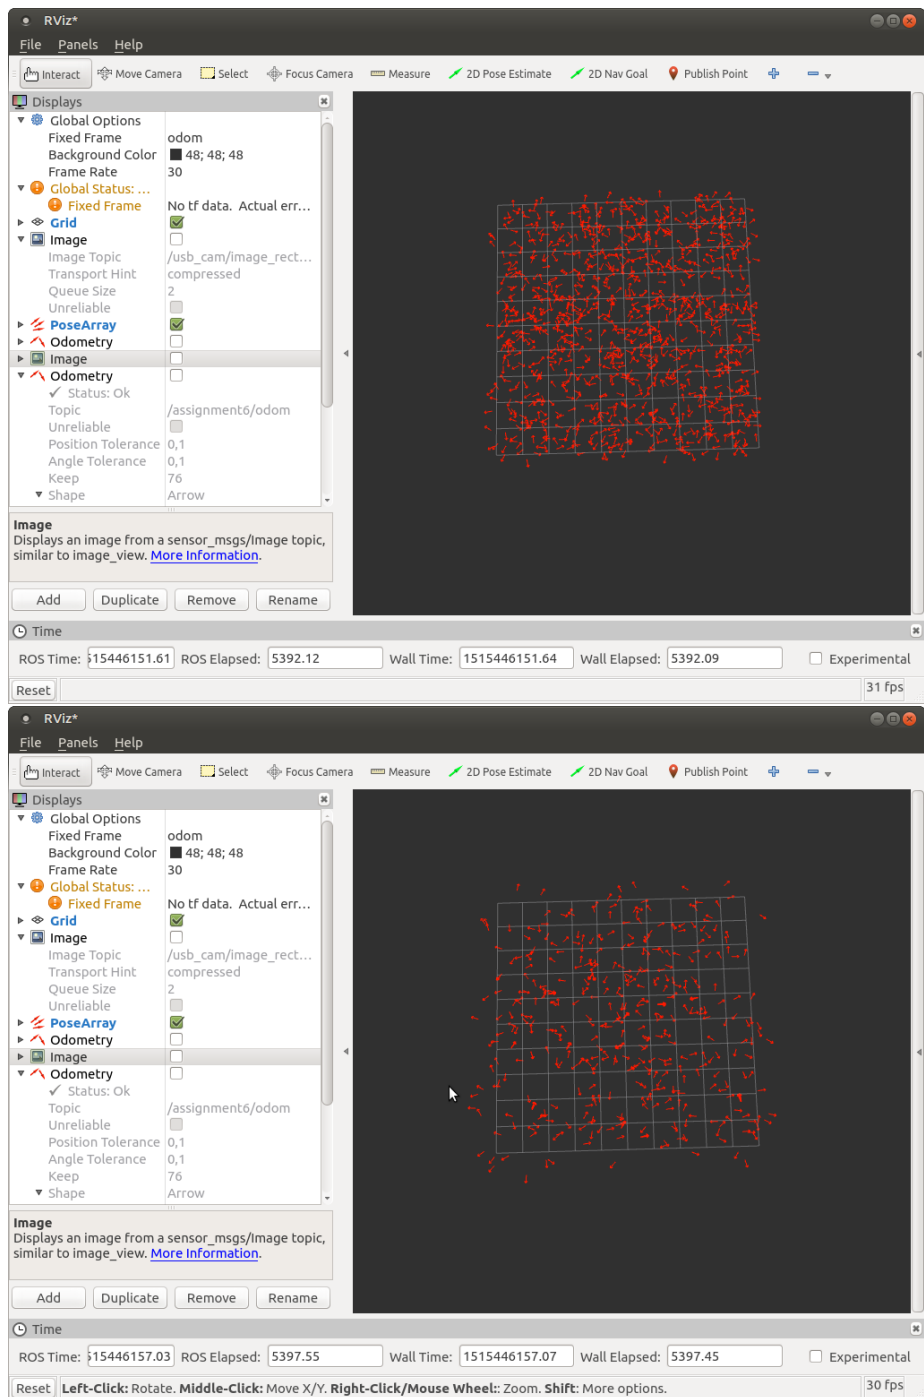 RViz*
File Panels Help
Interact Move Camera Select Focus Camera Measure 2D Pose Estimate 2D Nav Goal Publish Point
Displays
Global Options
Fixed Frame odom
Background Color 48; 48; 48
Frame Rate 30
Global Status: ...
Fixed Frame No tf data. Actual err...
Grid
Image
Image Topic /usb_cam/image_rect...
Transport Hint compressed
Queue Size 2
Unreliable
PoseArray
Odometry
Image
Odometry
Status: Ok
Topic /assignment6/odom
Unreliable
Position Tolerance 0,1
Angle Tolerance 0,1
Keep 76
Shape Arrow
Image
Displays an image from a sensor_msgs/Image topic,
similar to image_view. More Information.
Add Duplicate Remove Rename
Time
ROS Time: 515446151.61 ROS Elapsed: 5392.12 Wall Time: 1515446151.64 Wall Elapsed: 5392.09 Experimental
Reset 31 fps
RViz*
File Panels Help
Interact Move Camera Select Focus Camera Measure 2D Pose Estimate 2D Nav Goal Publish Point
Displays
Global Options
Fixed Frame odom
Background Color 48; 48; 48
Frame Rate 30
Global Status: ...
Fixed Frame No tf data. Actual err...
Grid
Image
Image Topic /usb_cam/image_rect...
Transport Hint compressed
Queue Size 2
Unreliable
PoseArray
Odometry
Image
Odometry
Status: Ok
Topic /assignment6/odom
Unreliable
Position Tolerance 0,1
Angle Tolerance 0,1
Keep 76
Shape Arrow
Image
Displays an image from a sensor_msgs/Image topic,
similar to image_view. More Information.
Add Duplicate Remove Rename
Time
ROS Time: 515446157.03 ROS Elapsed: 5397.55 Wall Time: 1515446157.07 Wall Elapsed: 5397.45 Experimental
Reset Left-Click: Rotate. Middle-Click: Move X/Y. Right-Click/Mouse Wheel:: Zoom. Shift: More options. 30 fps